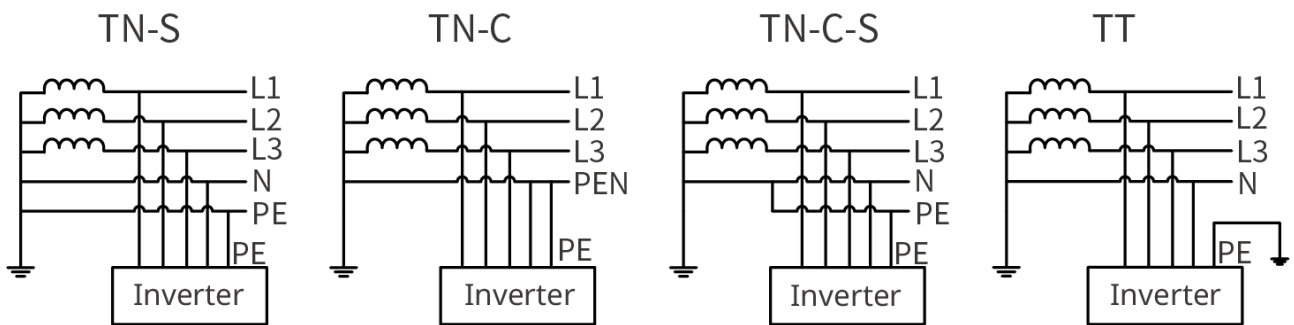 TN-S
TN-C
TN-C-S
TT
L1
L2
L3
N
PE
PE
Inverter
L1
L2
L3
PEN
PE
Inverter
L1
L2
L3
N
PE
PE
Inverter
L1
L2
L3
N
PE
Inverter